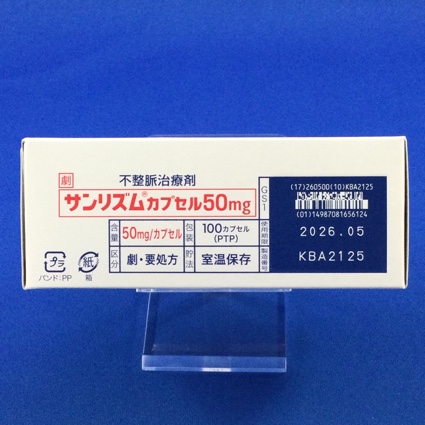 劇
不整脈治療剤
サンリズム®カプセル50mg
含量 50mg/カプセル
包装 100カプセル
(PTP)
区分 劇・要処方
貯法 室温保存
プラ
バンド:PP
紙
箱
GS1
(17)260500(10)KBA2125
(01)14987081656124
使用期限 2026.05
製造番号 KBA2125